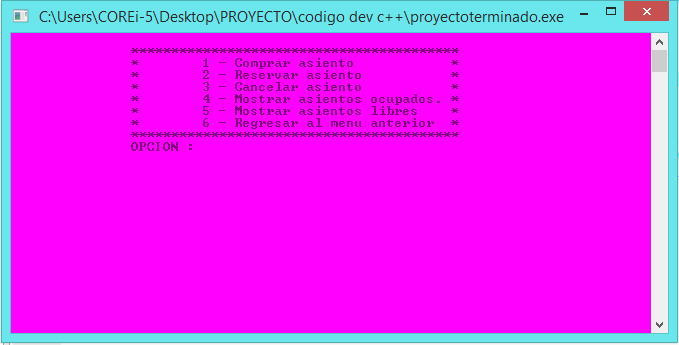 C:\Users\COREi-5\Desktop\PROYECTO\codigo dev c++\proyectoterminado.exe
*****************************************
* 1 - Comprar asiento *
* 2 - Reservar asiento *
* 3 - Cancelar asiento *
* 4 - Mostrar asientos ocupados. *
* 5 - Mostrar asientos libres *
* 6 - Regresar al menu anterior *
*****************************************
OPCION :